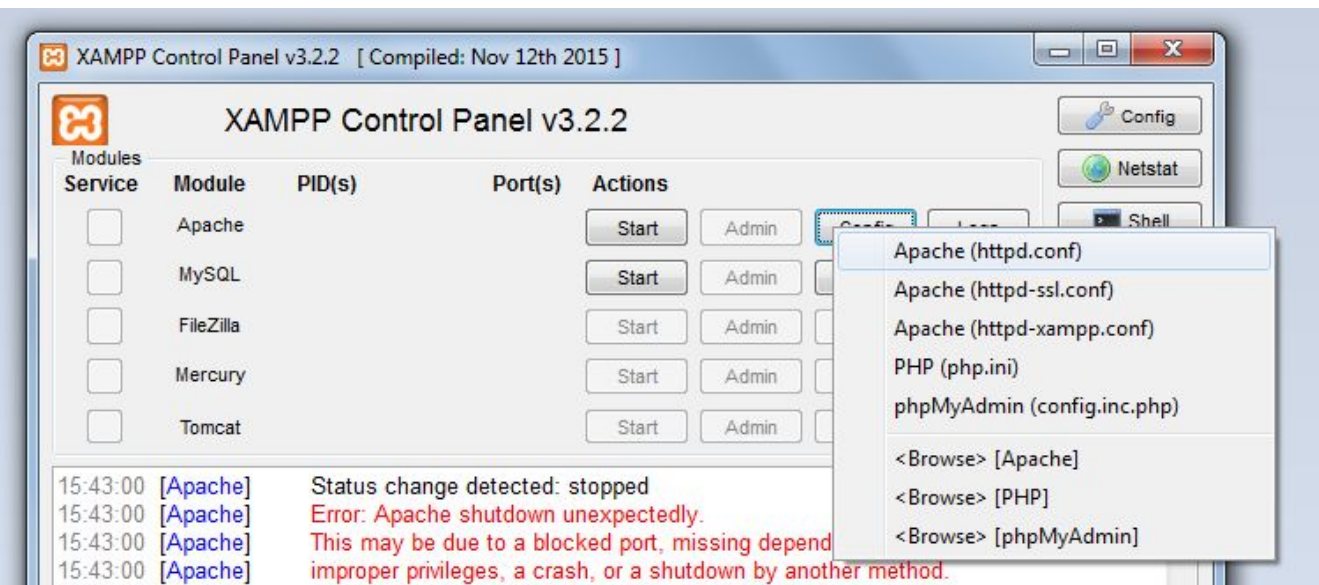 XAMPP Control Panel v3.2.2 [ Compiled: Nov 12th 2015 ]
XAMPP Control Panel v3.2.2
Config
Modules
Netstat
Service Module PID(s) Port(s) Actions
Shell
Apache Start Admin Config Logs
MySQL Start Admin
FileZilla Start Admin
Mercury Start Admin
Tomcat Start Admin
Apache (httpd.conf)
Apache (httpd-ssl.conf)
Apache (httpd-xampp.conf)
PHP (php.ini)
phpMyAdmin (config.inc.php)
<Browse> [Apache]
<Browse> [PHP]
<Browse> [phpMyAdmin]
15:43:00 [Apache] Status change detected: stopped
15:43:00 [Apache] Error: Apache shutdown unexpectedly.
15:43:00 [Apache] This may be due to a blocked port, missing depend
15:43:00 [Apache] improper privileges, a crash, or a shutdown by another method.